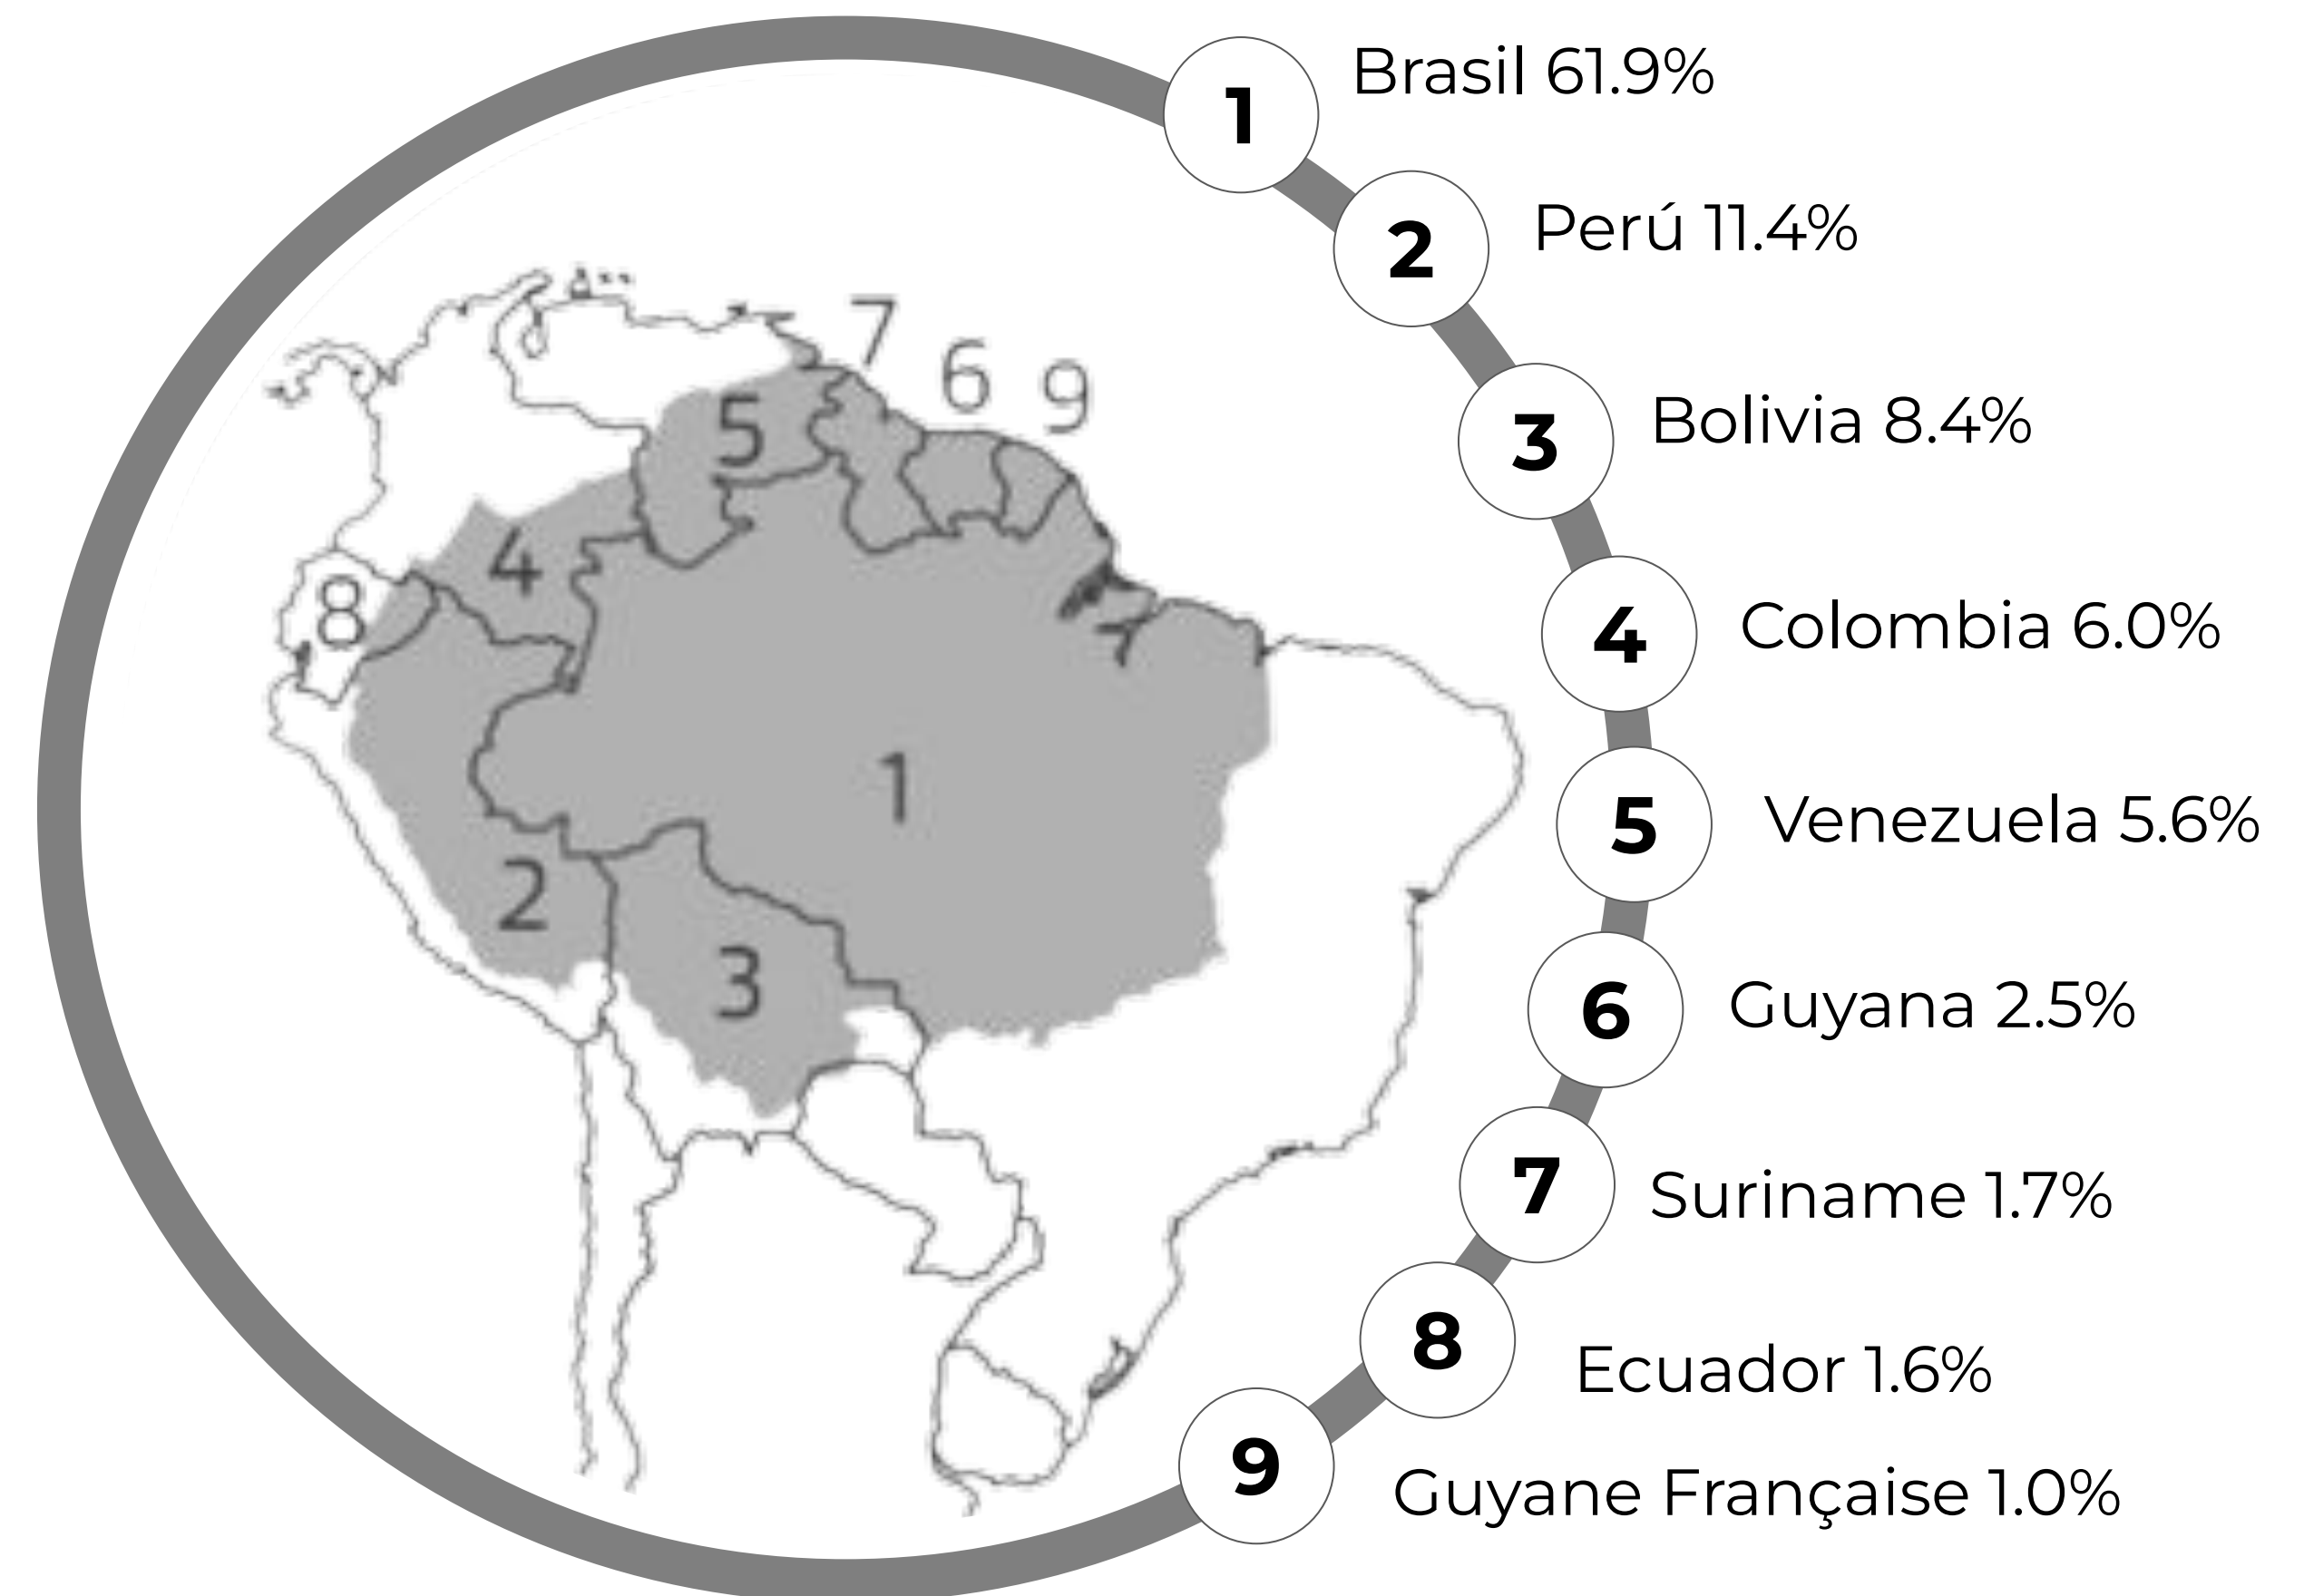 1 Brasil 61.9%
2 Perú 11.4%
3 Bolivia 8.4%
4 Colombia 6.0%
5 Venezuela 5.6%
6 Guyana 2.5%
7 Suriname 1.7%
8 Ecuador 1.6%
9 Guyane Française 1.0%
7
6
9
5
4
8
1
2
3